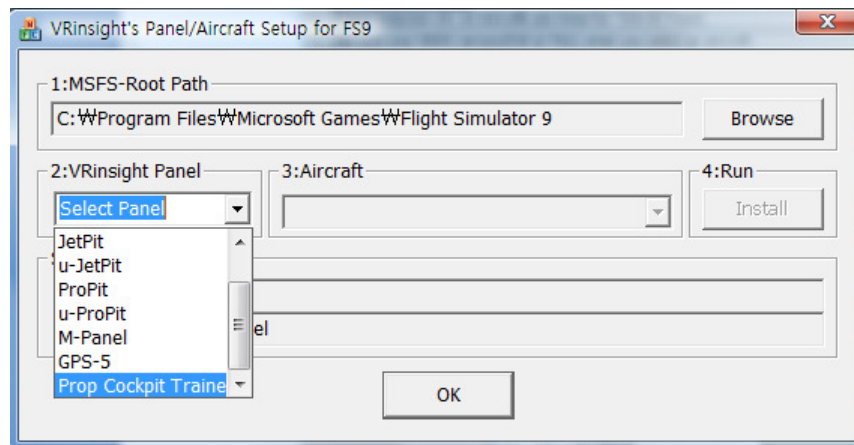 VRinsight's Panel/Aircraft Setup for FS9
1:MSFS-Root Path
C:₩Program Files₩Microsoft Games₩Flight Simulator 9
Browse
2:VRinsight Panel
3:Aircraft
4:Run
Select Panel
Install
JetPit
u-JetPit
ProPit
u-ProPit
M-Panel
el
GPS-5
Prop Cockpit Traine
OK